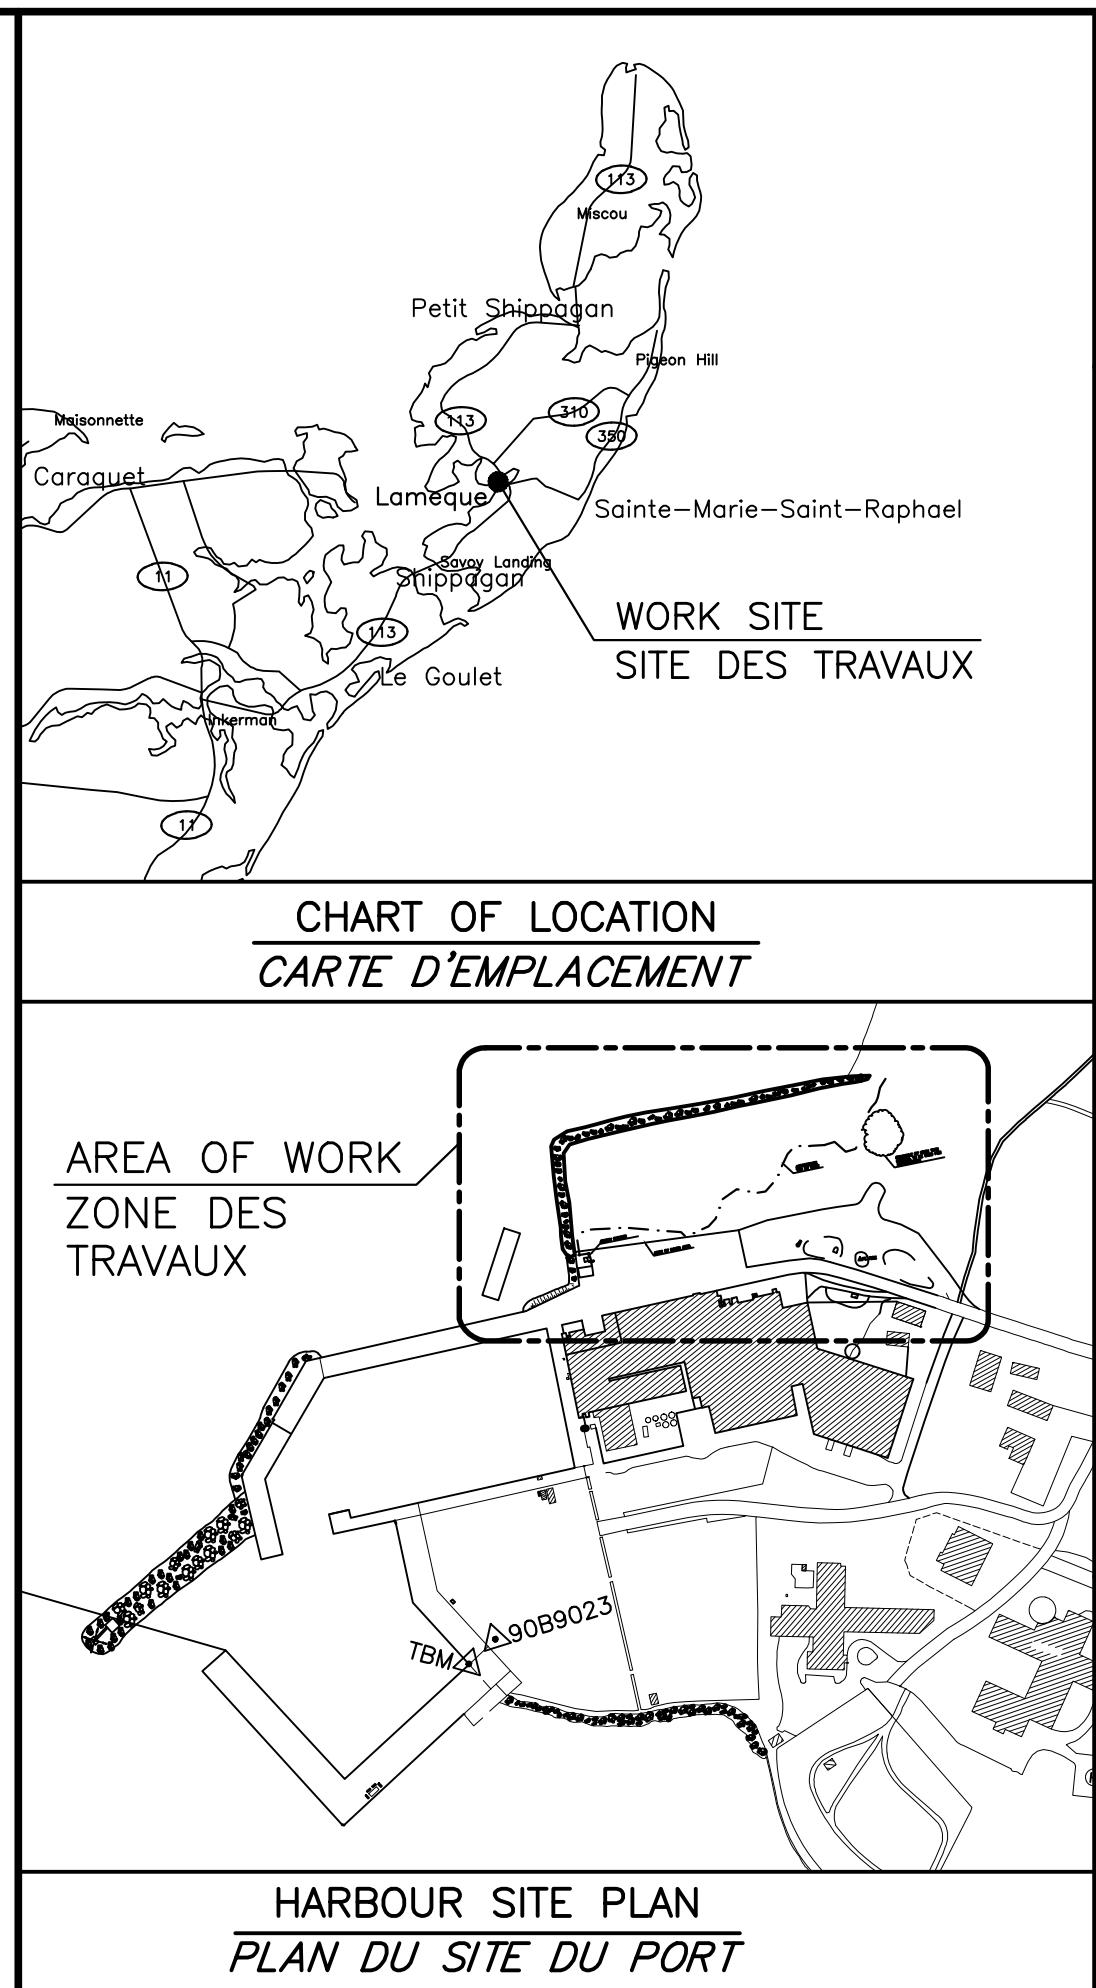 113
Miscou
Petit Shippagan
Pigeon Hill
310
113
350
Maisonnette
Caraquet
Lameque
Sainte-Marie-Saint-Raphael
Savoy Landing
Shippagan
11
113
WORK SITE
SITE DES TRAVAUX
Le Goulet
Inkerman
11
CHART OF LOCATION
CARTE D'EMPLACEMENT
AREA OF WORK
ZONE DES
TRAVAUX
90B9023
TBM
HARBOUR SITE PLAN
PLAN DU SITE DU PORT